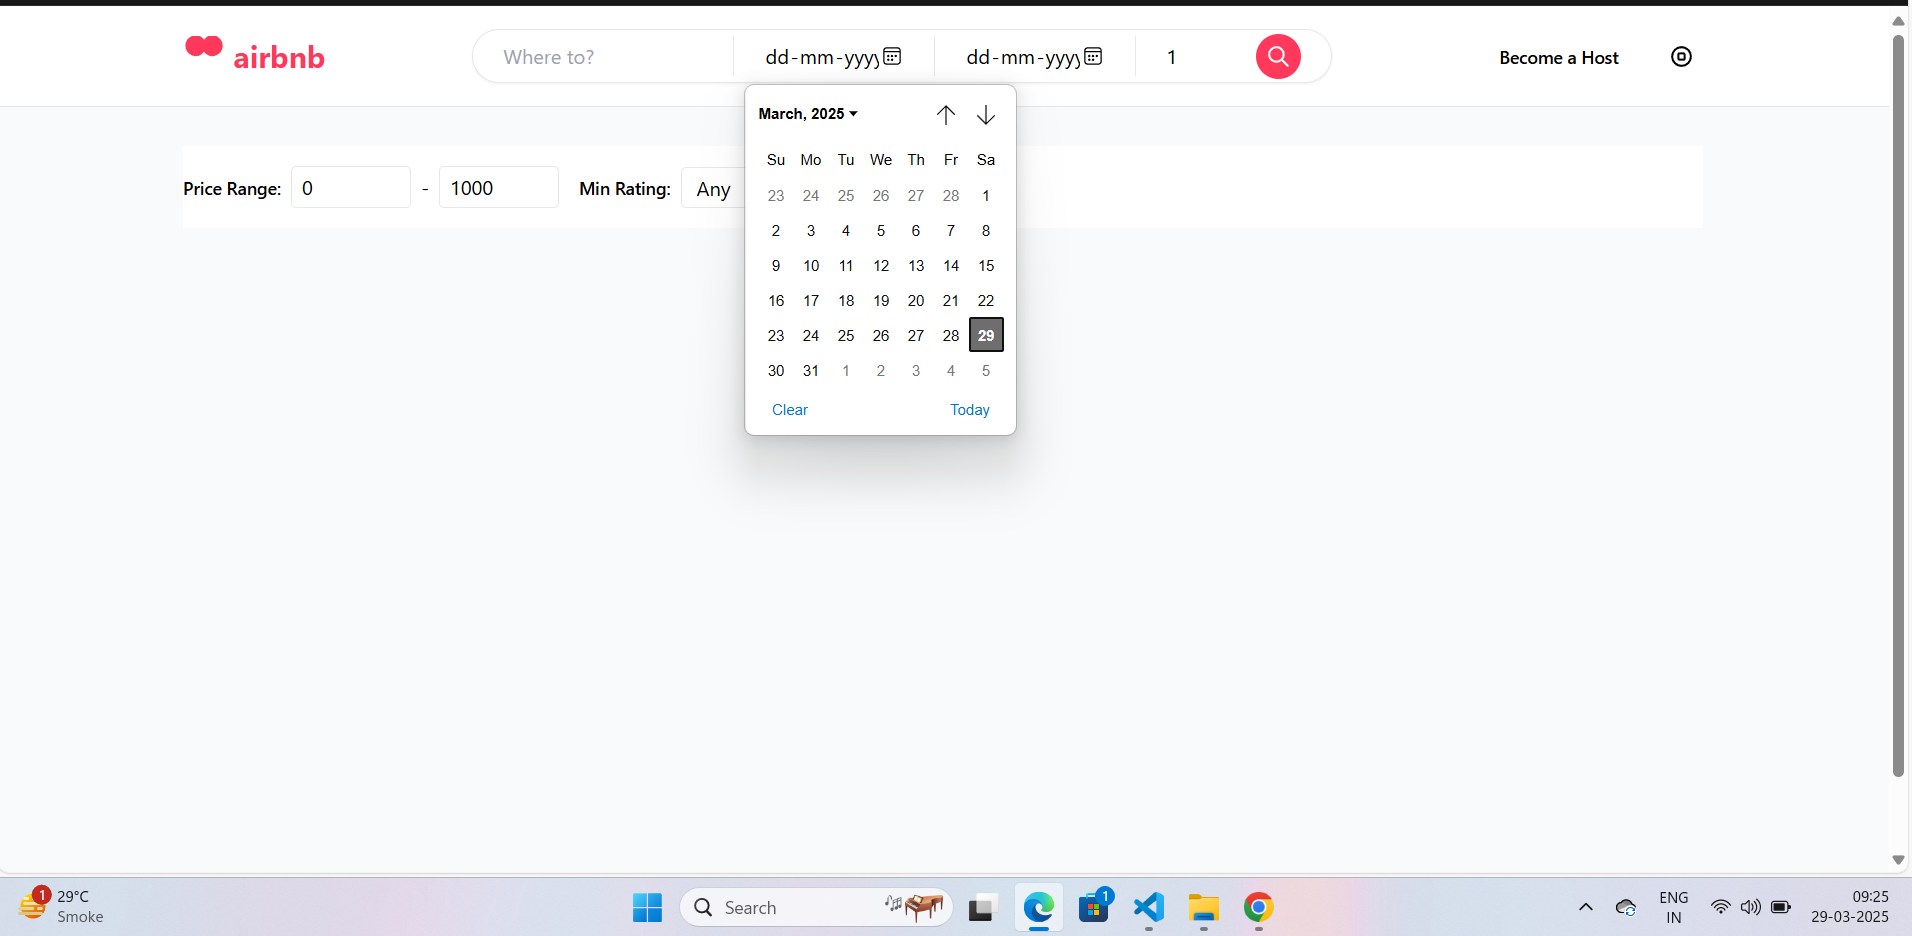 airbnb
Where to?
dd-mm-yyyy
dd-mm-yyyy
1
Become a Host
Price Range: 0 - 1000 Min Rating: Any
March, 2025
Su Mo Tu We Th Fr Sa
23 24 25 26 27 28 1
2 3 4 5 6 7 8
9 10 11 12 13 14 15
16 17 18 19 20 21 22
23 24 25 26 27 28 29
30 31 1 2 3 4 5
Clear Today
1
29°C
Smoke
Search
1
ENG
IN
09:25
29-03-2025